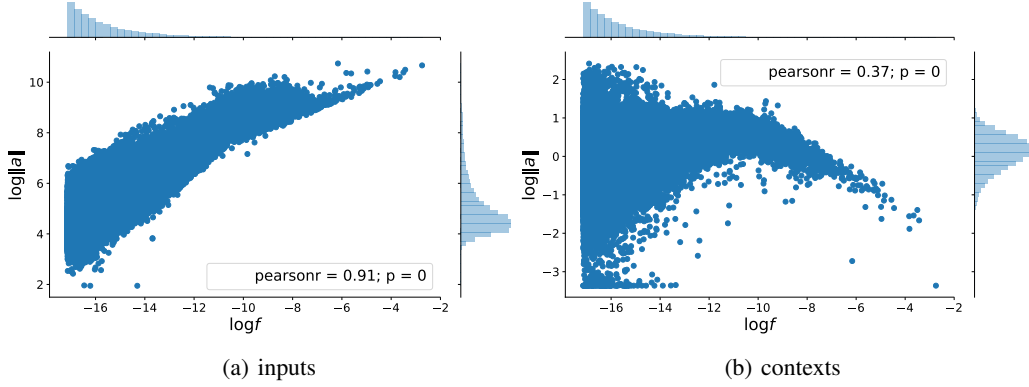 pearsonr = 0.91; p = 0
log||a||
10
8
6
4
2
−16 −14 −12 −10 −8 −6 −4 −2
logf
(a) inputs
pearsonr = 0.37; p = 0
log||a||
2
1
0
−1
−2
−3
−16 −14 −12 −10 −8 −6 −4 −2
logf
(b) contexts